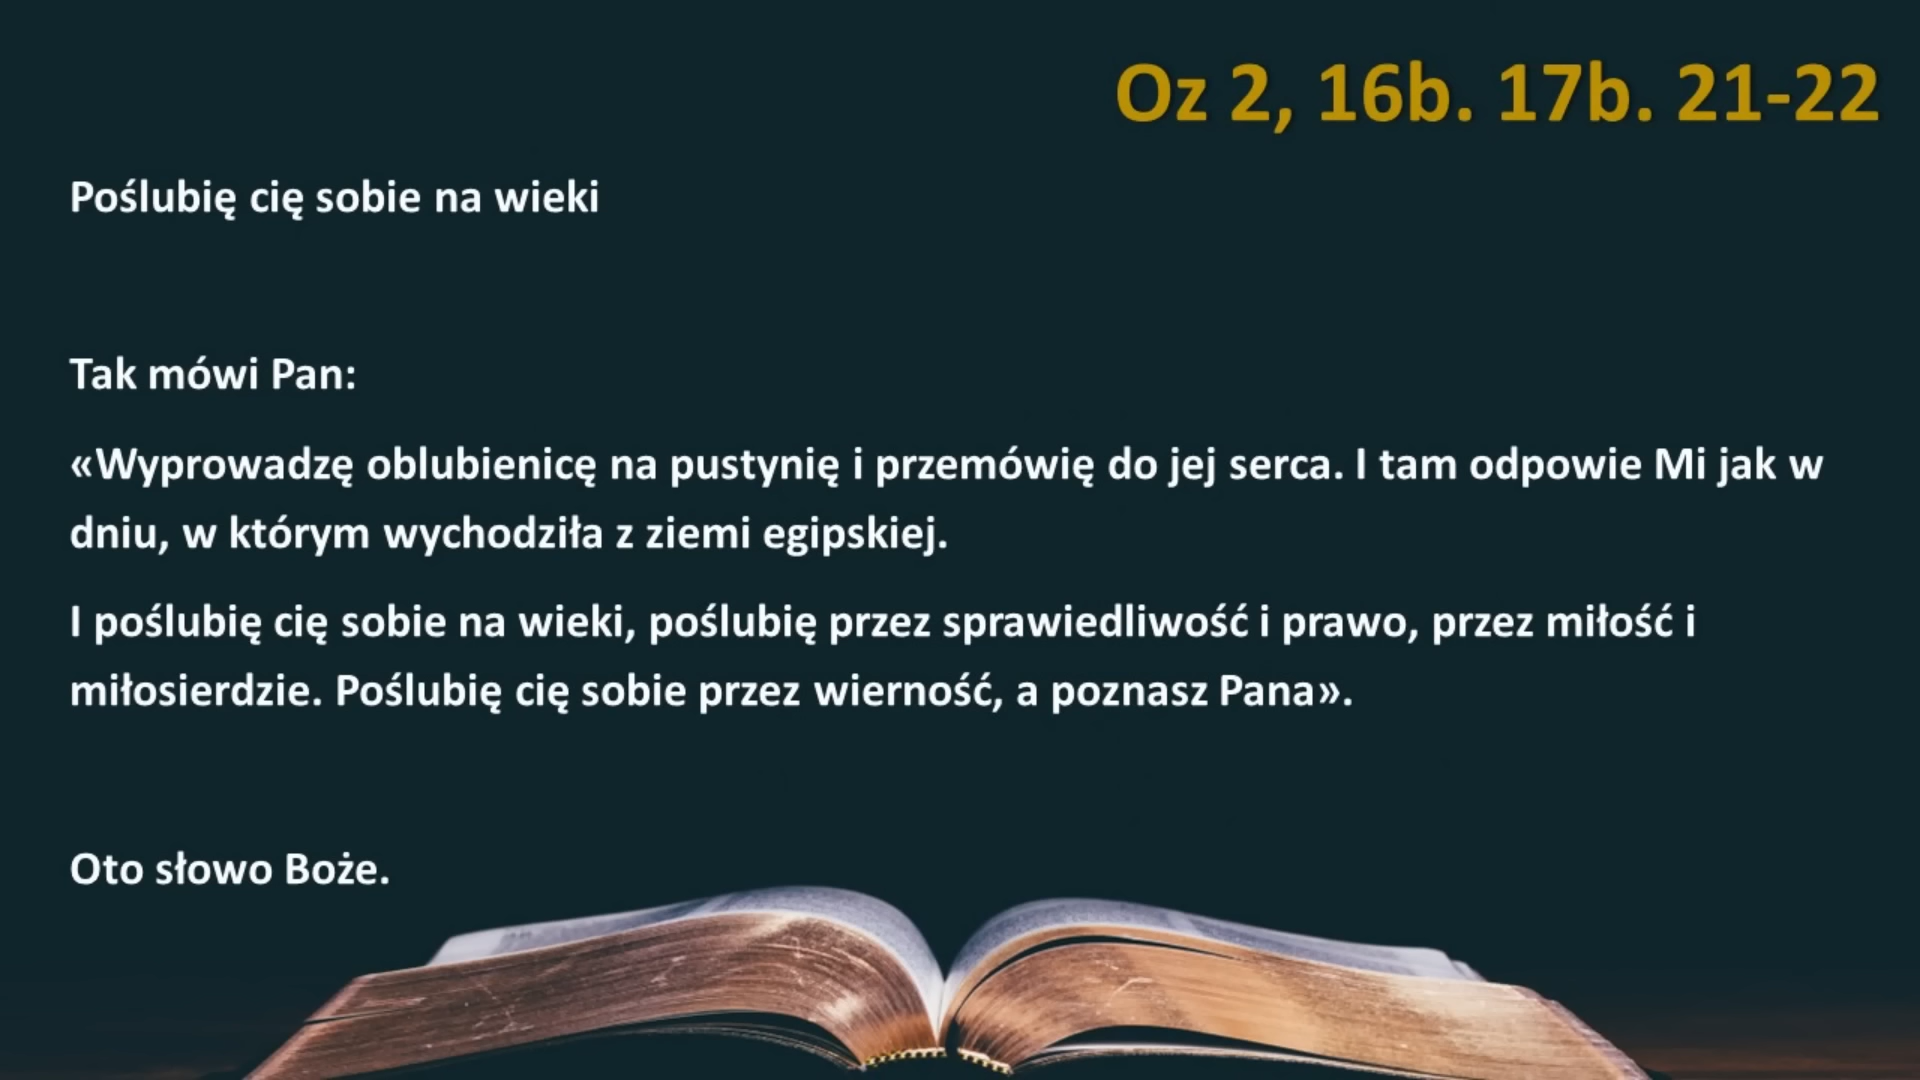 Oz 2, 16b. 17b. 21-22
Poślubię cię sobie na wieki
Tak mówi Pan:
«Wyprowadzę oblubienicę na pustynię i przemówię do jej serca. I tam odpowie Mi jak w
dniu, w którym wychodziła z ziemi egipskiej.
I poślubię cię sobie na wieki, poślubię przez sprawiedliwość i prawo, przez miłość i
miłosierdzie. Poślubię cię sobie przez wierność, a poznasz Pana».
Oto słowo Boże.